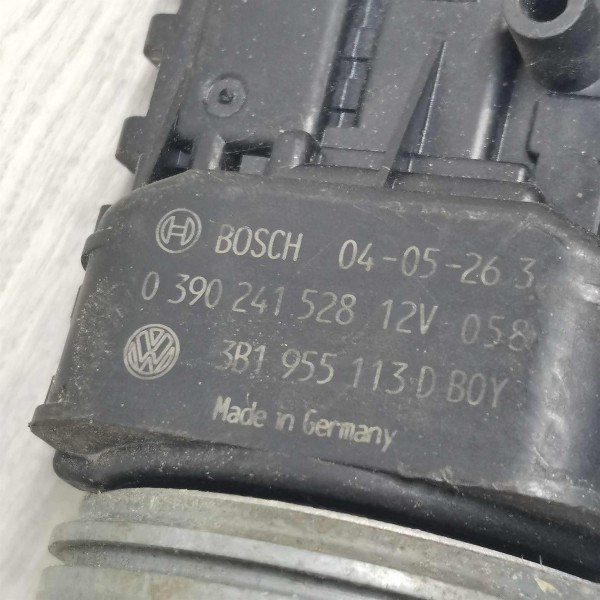 BOSCH 04-05-26 3
0 390 241 528 12V 058
3B1 955 113 D BOY
Made in Germany